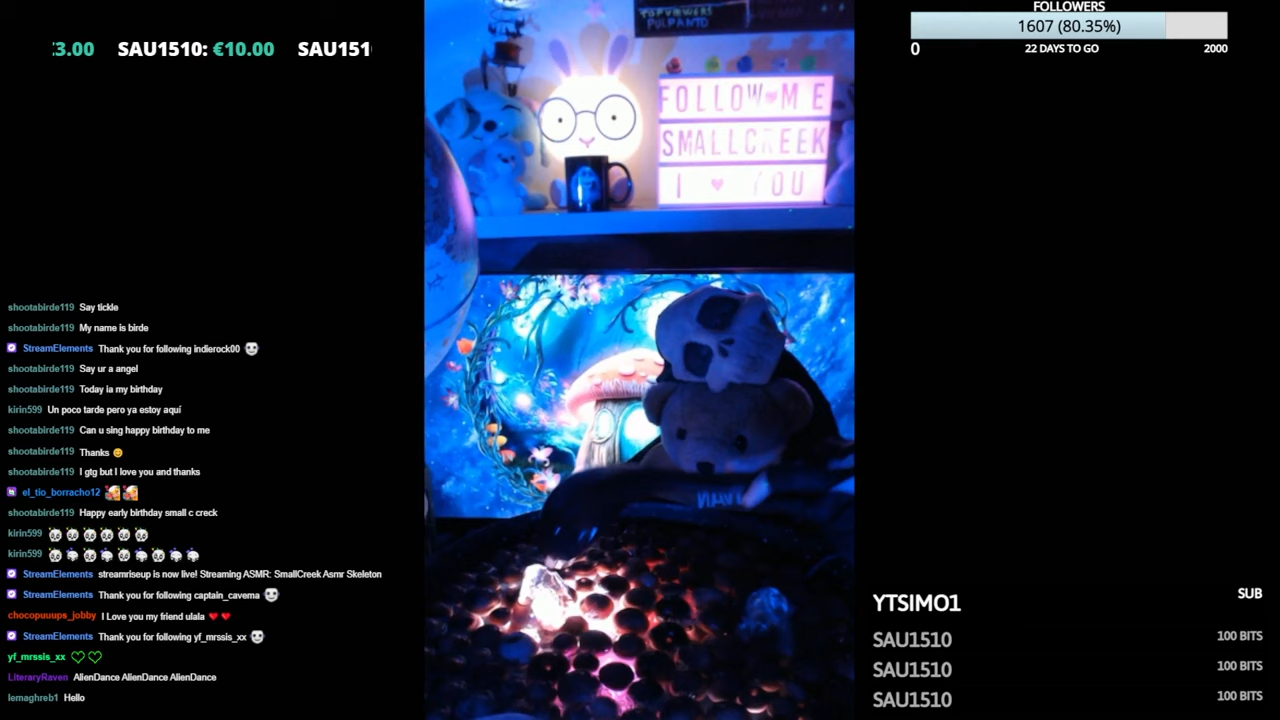 :3.00 SAU1510: €10.00 SAU151
FOLLOWERS
1607 (80.35%)
0 22 DAYS TO GO 2000
TOPVIEWERS
PULPANTO
FOLLOW♥ME
SMALLCREEK
I ♥ YOU
shootabirde119 Say tickle
shootabirde119 My name is birde
StreamElements Thank you for following indierock00
shootabirde119 Say ur a angel
shootabirde119 Today ia my birthday
kirin599 Un poco tarde pero ya estoy aquí
shootabirde119 Can u sing happy birthday to me
shootabirde119 Thanks 😊
shootabirde119 I gtg but I love you and thanks
el_tio_borracho12
shootabirde119 Happy early birthday small c creck
kirin599
kirin599
StreamElements streamriseup is now live! Streaming ASMR: SmallCreek Asmr Skeleton
StreamElements Thank you for following captain_caverna
chocopuuups_jobby I Love you my friend ulala ♥ ♥
StreamElements Thank you for following yf_mrssis_xx
yf_mrssis_xx ♡ ♡
LiteraryRaven AlienDance AlienDance AlienDance
lemaghreb1 Hello
YTSIMO1 SUB
SAU1510 100 BITS
SAU1510 100 BITS
SAU1510 100 BITS